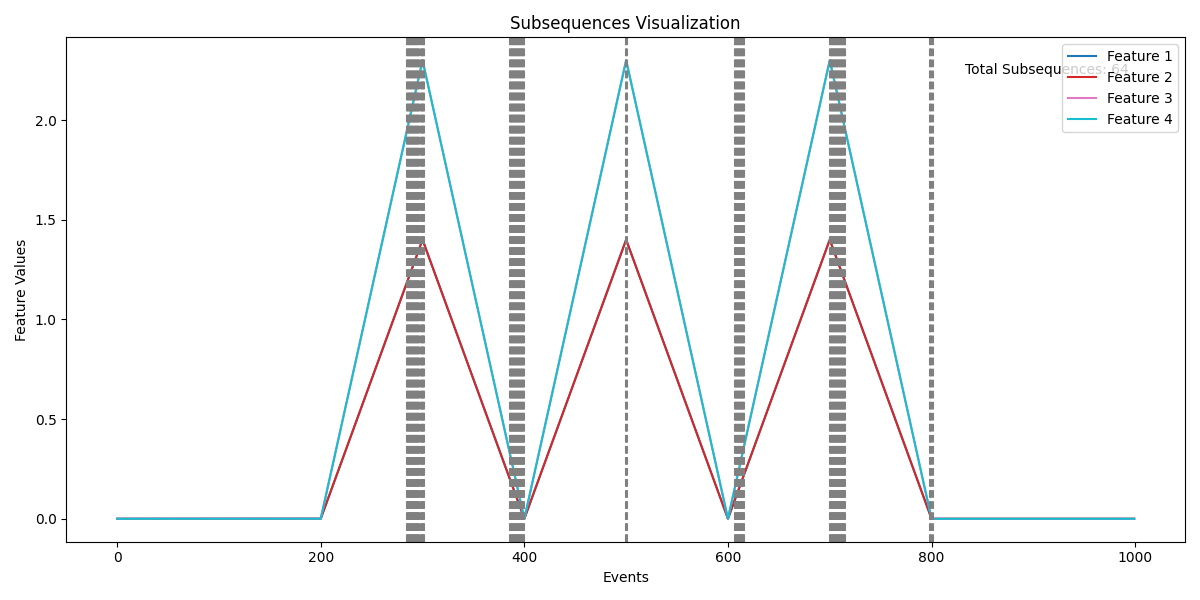 Subsequences Visualization
Total Subsequences: 64
Feature 1
Feature 2
Feature 3
Feature 4
Feature Values
2.0
1.5
1.0
0.5
0.0
0
200
400
600
800
1000
Events